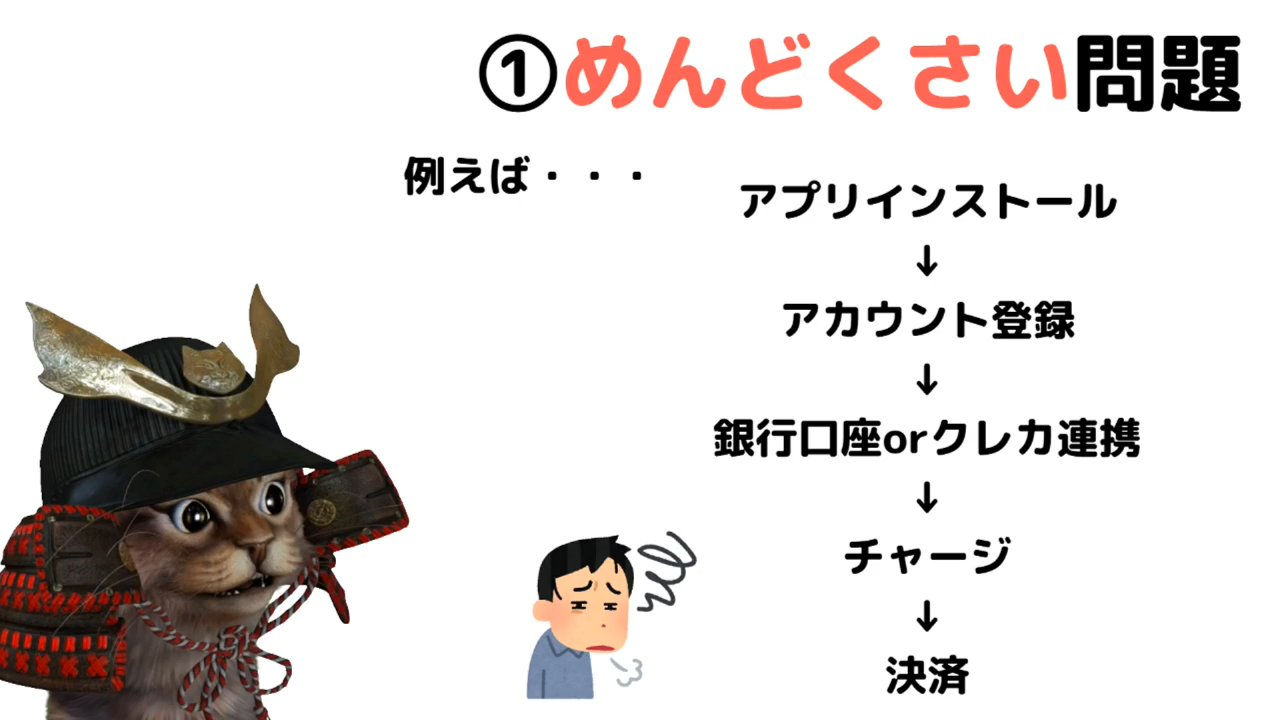 ①めんどくさい問題
例えば・・・
アプリインストール
↓
アカウント登録
↓
銀行口座orクレカ連携
↓
チャージ
↓
決済